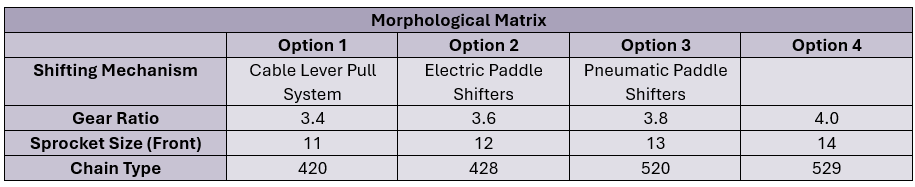 Morphological Matrix
Option 1 Option 2 Option 3 Option 4
Shifting Mechanism Cable Lever Pull Electric Paddle Pneumatic Paddle
System Shifters Shifters
Gear Ratio 3.4 3.6 3.8 4.0
Sprocket Size (Front) 11 12 13 14
Chain Type 420 428 520 529